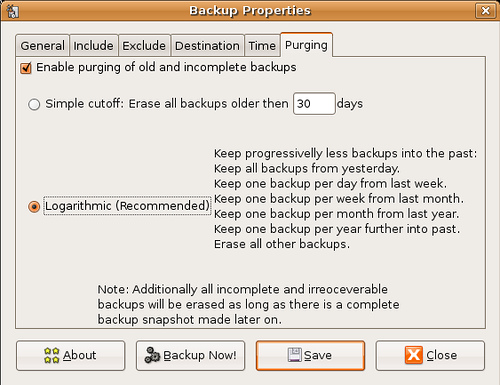 Backup Properties
General Include Exclude Destination Time Purging
Enable purging of old and incomplete backups
Simple cutoff: Erase all backups older then 30 days
Keep progressivelly less backups into the past:
Keep all backups from yesterday.
Keep one backup per day from last week.
Logarithmic (Recommended) Keep one backup per week from last month.
Keep one backup per month from last year.
Keep one backup per year further into past.
Erase all other backups.
Note: Additionally all incomplete and irreoceverable
backups will be erased as long as there is a complete
backup snapshot made later on.
About Backup Now! Save Close